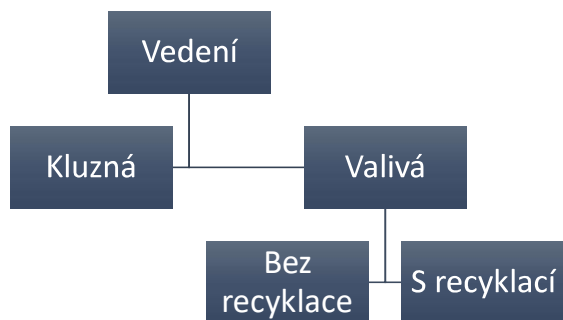 Vedení
Kluzná
Valivá
Bez
recyklace
S recyklací